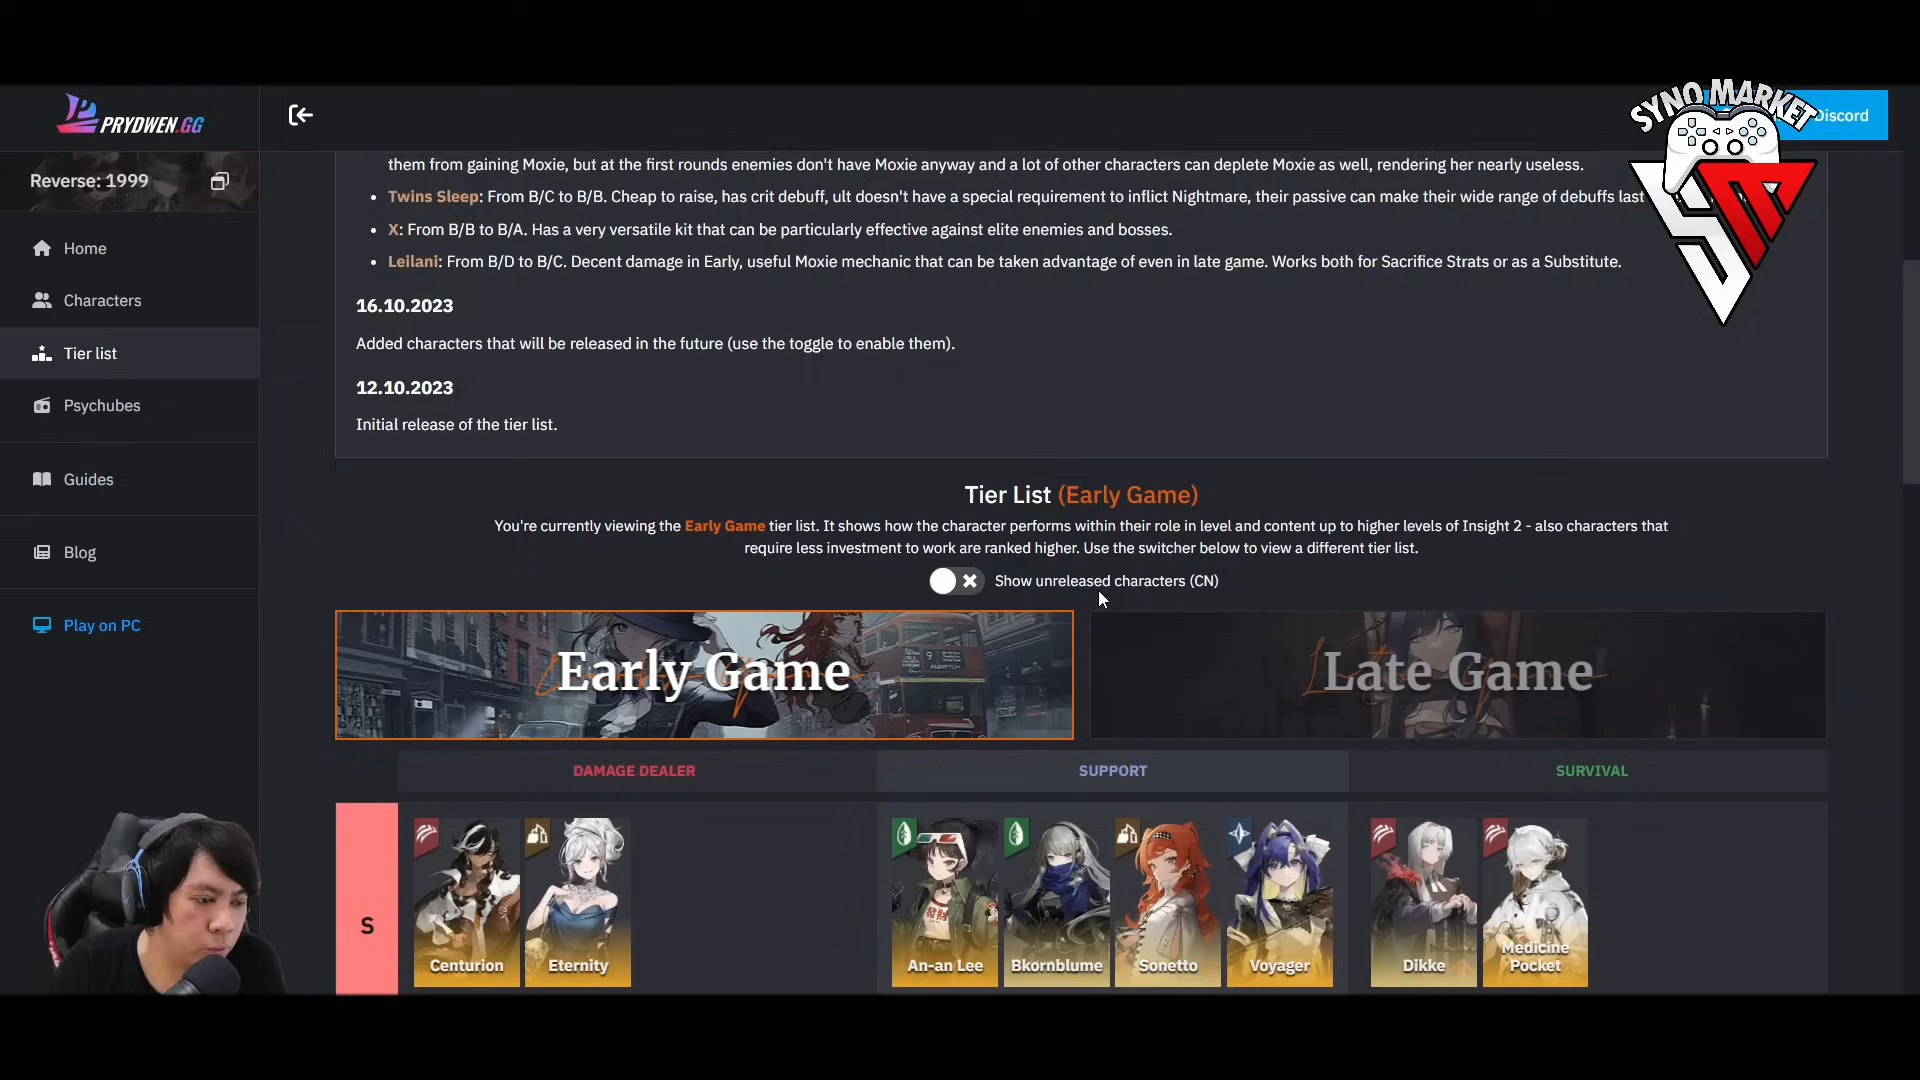 PRYDWEN.GG
SYNO MARKET
Discord
Reverse: 1999
Home
Characters
Tier list
Psychubes
Guides
Blog
Play on PC
them from gaining Moxie, but at the first rounds enemies don't have Moxie anyway and a lot of other characters can deplete Moxie as well, rendering her nearly useless.
Twins Sleep: From B/C to B/B. Cheap to raise, has crit debuff, ult doesn't have a special requirement to inflict Nightmare, their passive can make their wide range of debuffs last
X: From B/B to B/A. Has a very versatile kit that can be particularly effective against elite enemies and bosses.
Leilani: From B/D to B/C. Decent damage in Early, useful Moxie mechanic that can be taken advantage of even in late game. Works both for Sacrifice Strats or as a Substitute.
16.10.2023
Added characters that will be released in the future (use the toggle to enable them).
12.10.2023
Initial release of the tier list.
Tier List (Early Game)
You're currently viewing the Early Game tier list. It shows how the character performs within their role in level and content up to higher levels of Insight 2 - also characters that
require less investment to work are ranked higher. Use the switcher below to view a different tier list.
Show unreleased characters (CN)
Early Game
Late Game
DAMAGE DEALER
SUPPORT
SURVIVAL
S
Centurion
Eternity
An-an Lee
Bkornblume
Sonetto
Voyager
Dikke
Medicine
Pocket